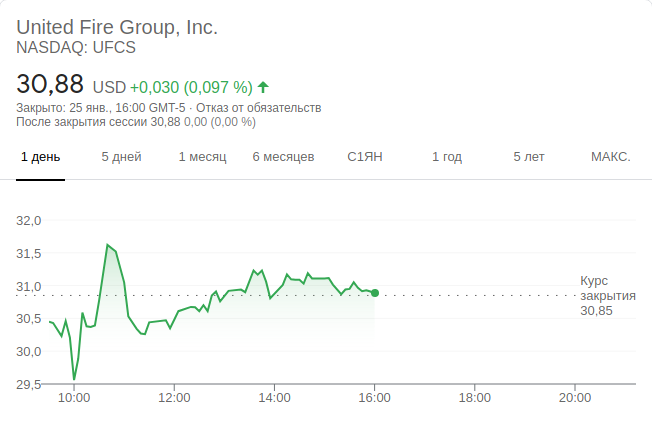 United Fire Group, Inc.
NASDAQ: UFCS
30,88 USD +0,030 (0,097 %)
Закрыто: 25 янв., 16:00 GMT-5 · Отказ от обязательств
После закрытия сессии 30,88 0,00 (0,00 %)
1 день 5 дней 1 месяц 6 месяцев С1ЯН 1 год 5 лет МАКС.
32,0
31,5
31,0
30,5
30,0
29,5
Курс
закрытия
30,85
10:00 12:00 14:00 16:00 18:00 20:00